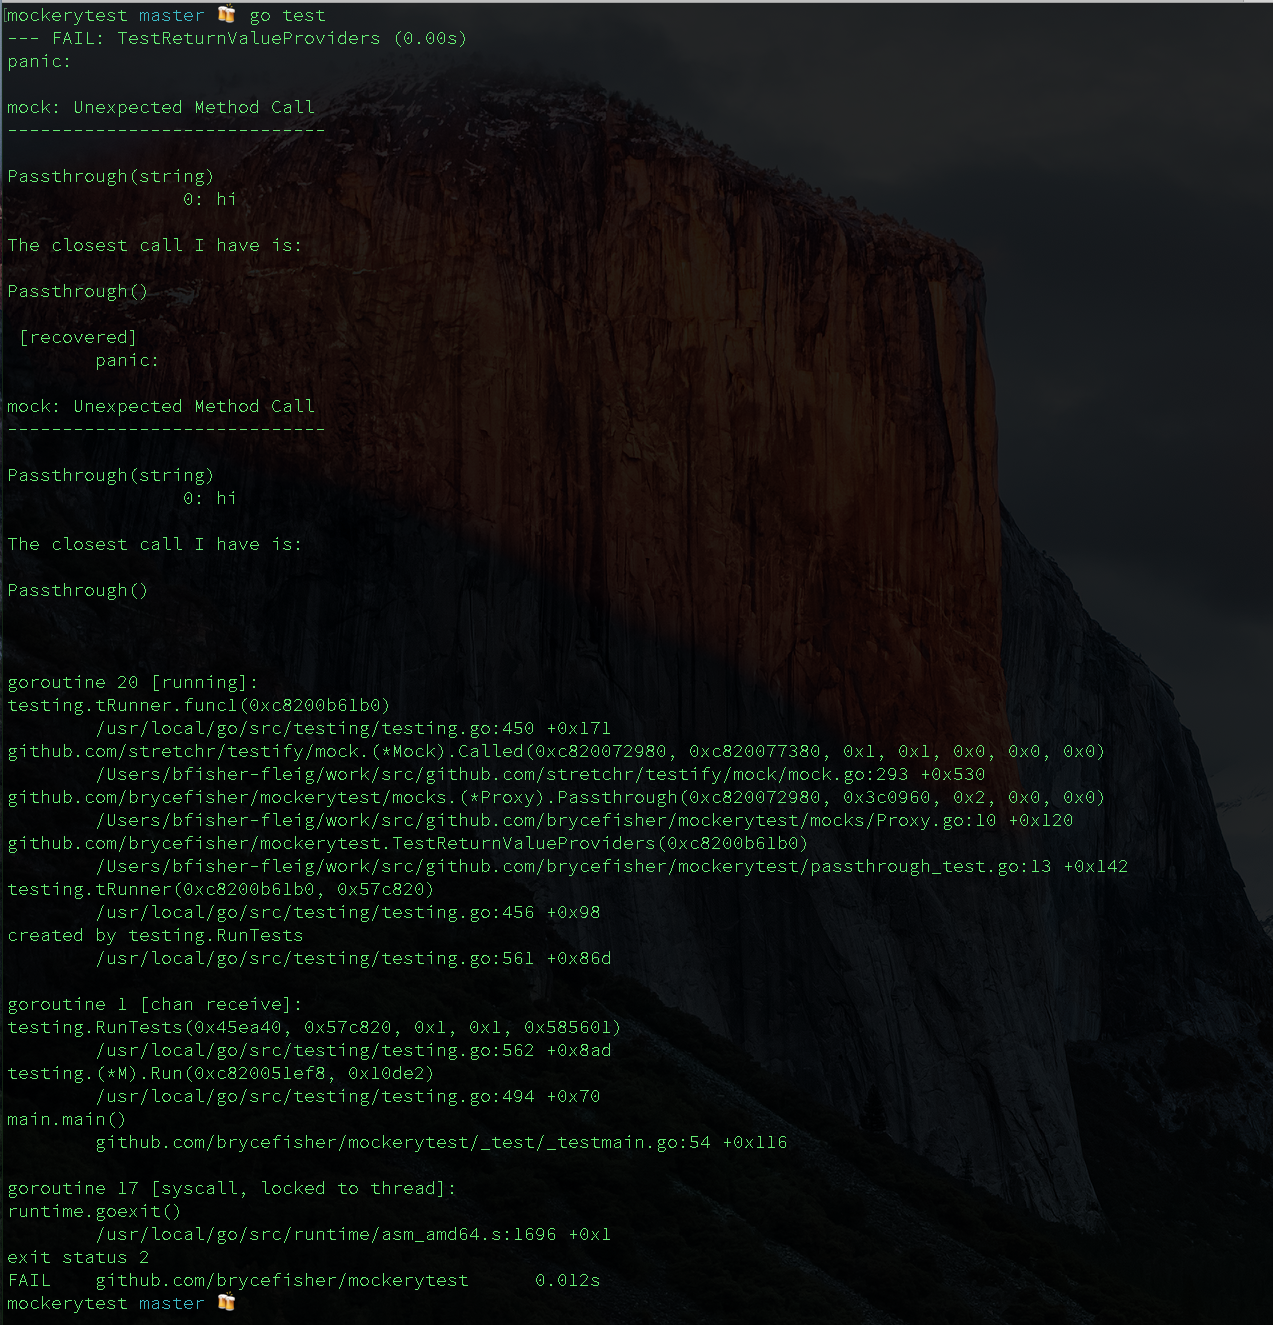 mockerytest master 🍻 go test
--- FAIL: TestReturnValueProviders (0.00s)
panic:
mock: Unexpected Method Call
-----------------------------
Passthrough(string)
                0: hi
The closest call I have is:
Passthrough()
 [recovered]
        panic:
mock: Unexpected Method Call
-----------------------------
Passthrough(string)
                0: hi
The closest call I have is:
Passthrough()
goroutine 20 [running]:
testing.tRunner.func1(0xc8200b61b0)
        /usr/local/go/src/testing/testing.go:450 +0x171
github.com/stretchr/testify/mock.(*Mock).Called(0xc820072980, 0xc820077380, 0x1, 0x1, 0x0, 0x0, 0x0)
        /Users/bfisher-fleig/work/src/github.com/stretchr/testify/mock/mock.go:293 +0x530
github.com/brycefisher/mockerytest/mocks.(*Proxy).Passthrough(0xc820072980, 0x3c0960, 0x2, 0x0, 0x0)
        /Users/bfisher-fleig/work/src/github.com/brycefisher/mockerytest/mocks/Proxy.go:10 +0x120
github.com/brycefisher/mockerytest.TestReturnValueProviders(0xc8200b61b0)
        /Users/bfisher-fleig/work/src/github.com/brycefisher/mockerytest/passthrough_test.go:13 +0x142
testing.tRunner(0xc8200b61b0, 0x57c820)
        /usr/local/go/src/testing/testing.go:456 +0x98
created by testing.RunTests
        /usr/local/go/src/testing/testing.go:561 +0x86d
goroutine 1 [chan receive]:
testing.RunTests(0x45ea40, 0x57c820, 0x1, 0x1, 0x585601)
        /usr/local/go/src/testing/testing.go:562 +0x8ad
testing.(*M).Run(0xc820051ef8, 0x10de2)
        /usr/local/go/src/testing/testing.go:494 +0x70
main.main()
        github.com/brycefisher/mockerytest/_test/_testmain.go:54 +0x116
goroutine 17 [syscall, locked to thread]:
runtime.goexit()
        /usr/local/go/src/runtime/asm_amd64.s:1696 +0x1
exit status 2
FAIL    github.com/brycefisher/mockerytest      0.012s
mockerytest master 🍻